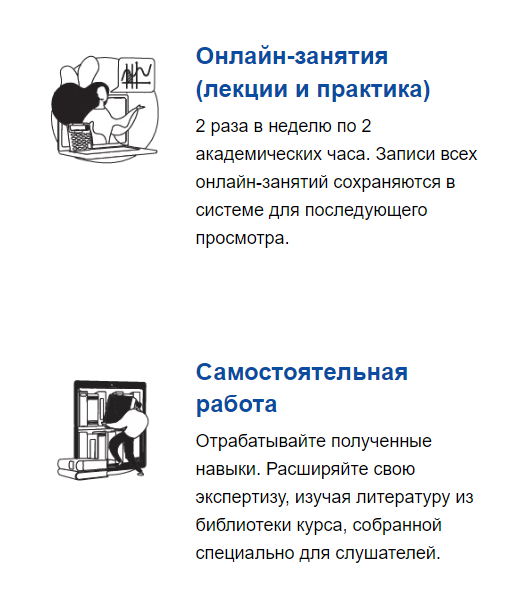 Онлайн-занятия
(лекции и практика)
2 раза в неделю по 2
академических часа. Записи всех
онлайн-занятий сохраняются в
системе для последующего
просмотра.
Самостоятельная
работа
Отрабатывайте полученные
навыки. Расширяйте свою
экспертизу, изучая литературу из
библиотеки курса, собранной
специально для слушателей.